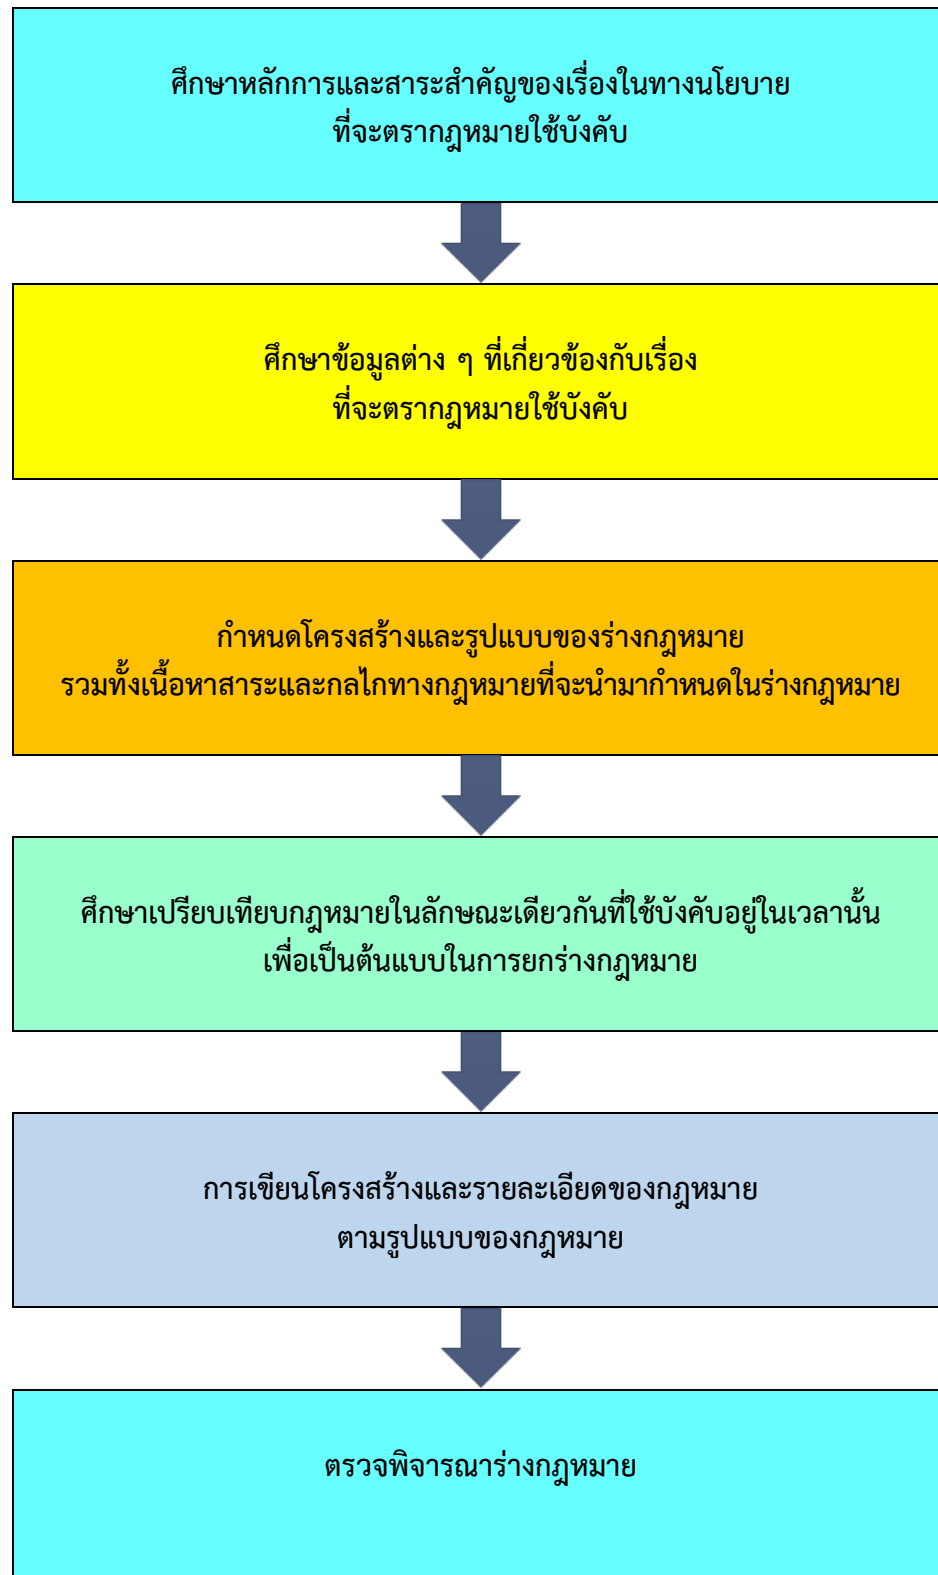 ศึกษาหลักการและสาระสำคัญของเรื่องในทางนโยบาย
ที่จะตรากฎหมายใช้บังคับ
ศึกษาข้อมูลต่าง ๆ ที่เกี่ยวข้องกับเรื่อง
ที่จะตรากฎหมายใช้บังคับ
กำหนดโครงสร้างและรูปแบบของร่างกฎหมาย
รวมทั้งเนื้อหาสาระและกลไกทางกฎหมายที่จะนำมากำหนดในร่างกฎหมาย
ศึกษาเปรียบเทียบกฎหมายในลักษณะเดียวกันที่ใช้บังคับอยู่ในเวลานั้น
เพื่อเป็นต้นแบบในการยกร่างกฎหมาย
การเขียนโครงสร้างและรายละเอียดของกฎหมาย
ตามรูปแบบของกฎหมาย
ตรวจพิจารณาร่างกฎหมาย